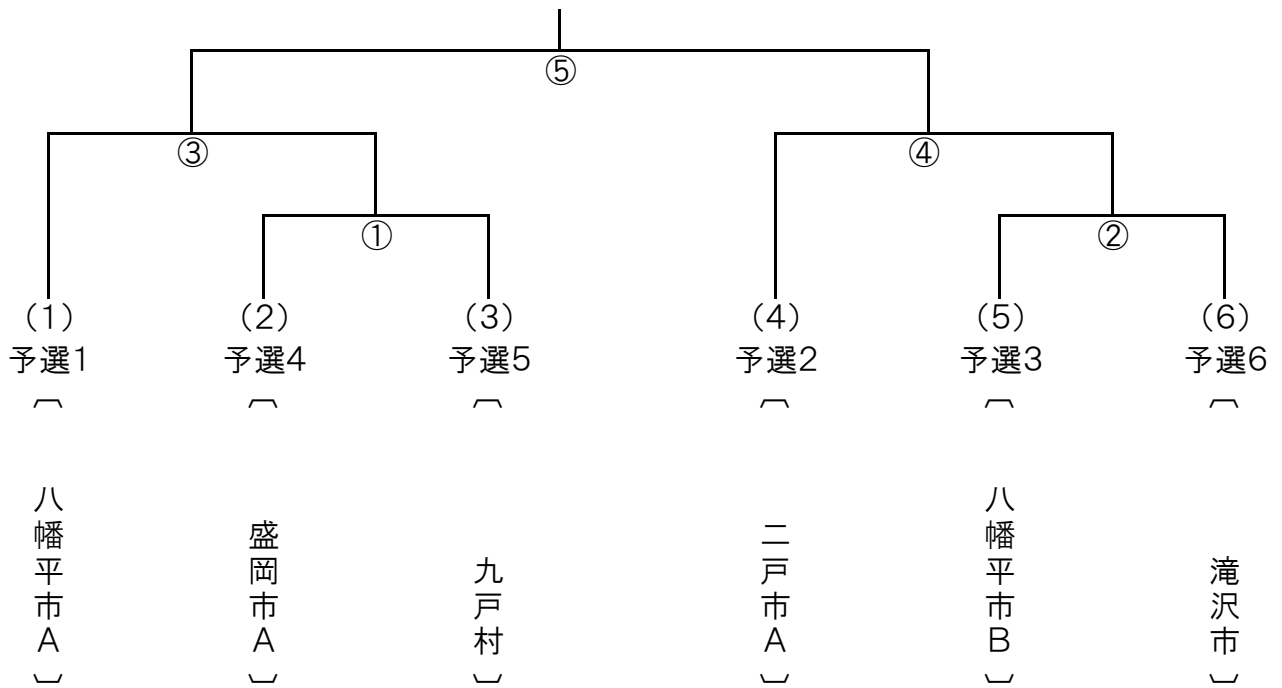 ⑤
③
④
①
②
（1）
（2）
（3）
（4）
（5）
（6）
予選1
予選4
予選5
予選2
予選3
予選6
〔八幡平市A〕
〔盛岡市A〕
〔九戸村〕
〔二戸市A〕
〔八幡平市B〕
〔滝沢市〕